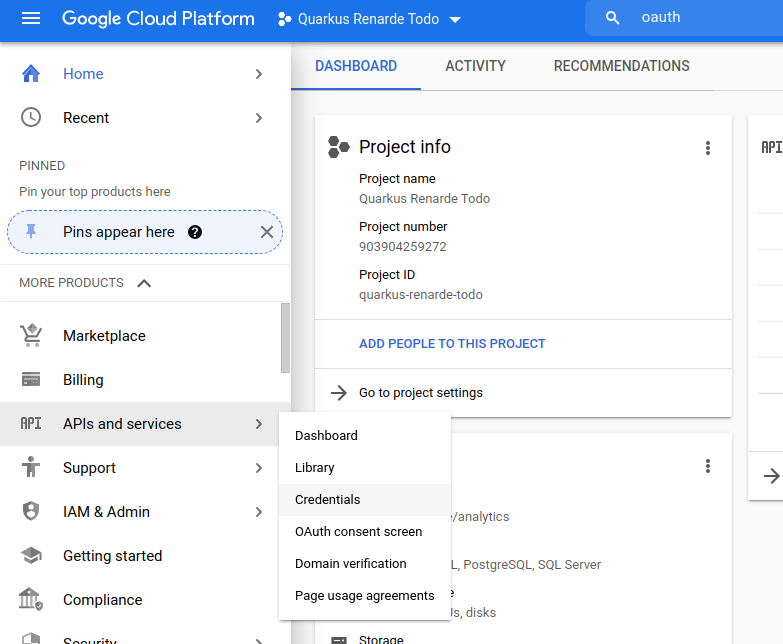 Google Cloud Platform
Quarkus Renarde Todo
oauth
Home
Recent
PINNED
Pin your top products here
Pins appear here
MORE PRODUCTS
Marketplace
Billing
API APIs and services
Support
IAM & Admin
Getting started
Compliance
Security
Dashboard
Library
Credentials
OAuth consent screen
Domain verification
Page usage agreements
DASHBOARD
ACTIVITY
RECOMMENDATIONS
Project info
Project name
Quarkus Renarde Todo
Project number
903904259272
Project ID
quarkus-renarde-todo
ADD PEOPLE TO THIS PROJECT
Go to project settings
/analytics
L, PostgreSQL, SQL Server
s, disks
Storage
API